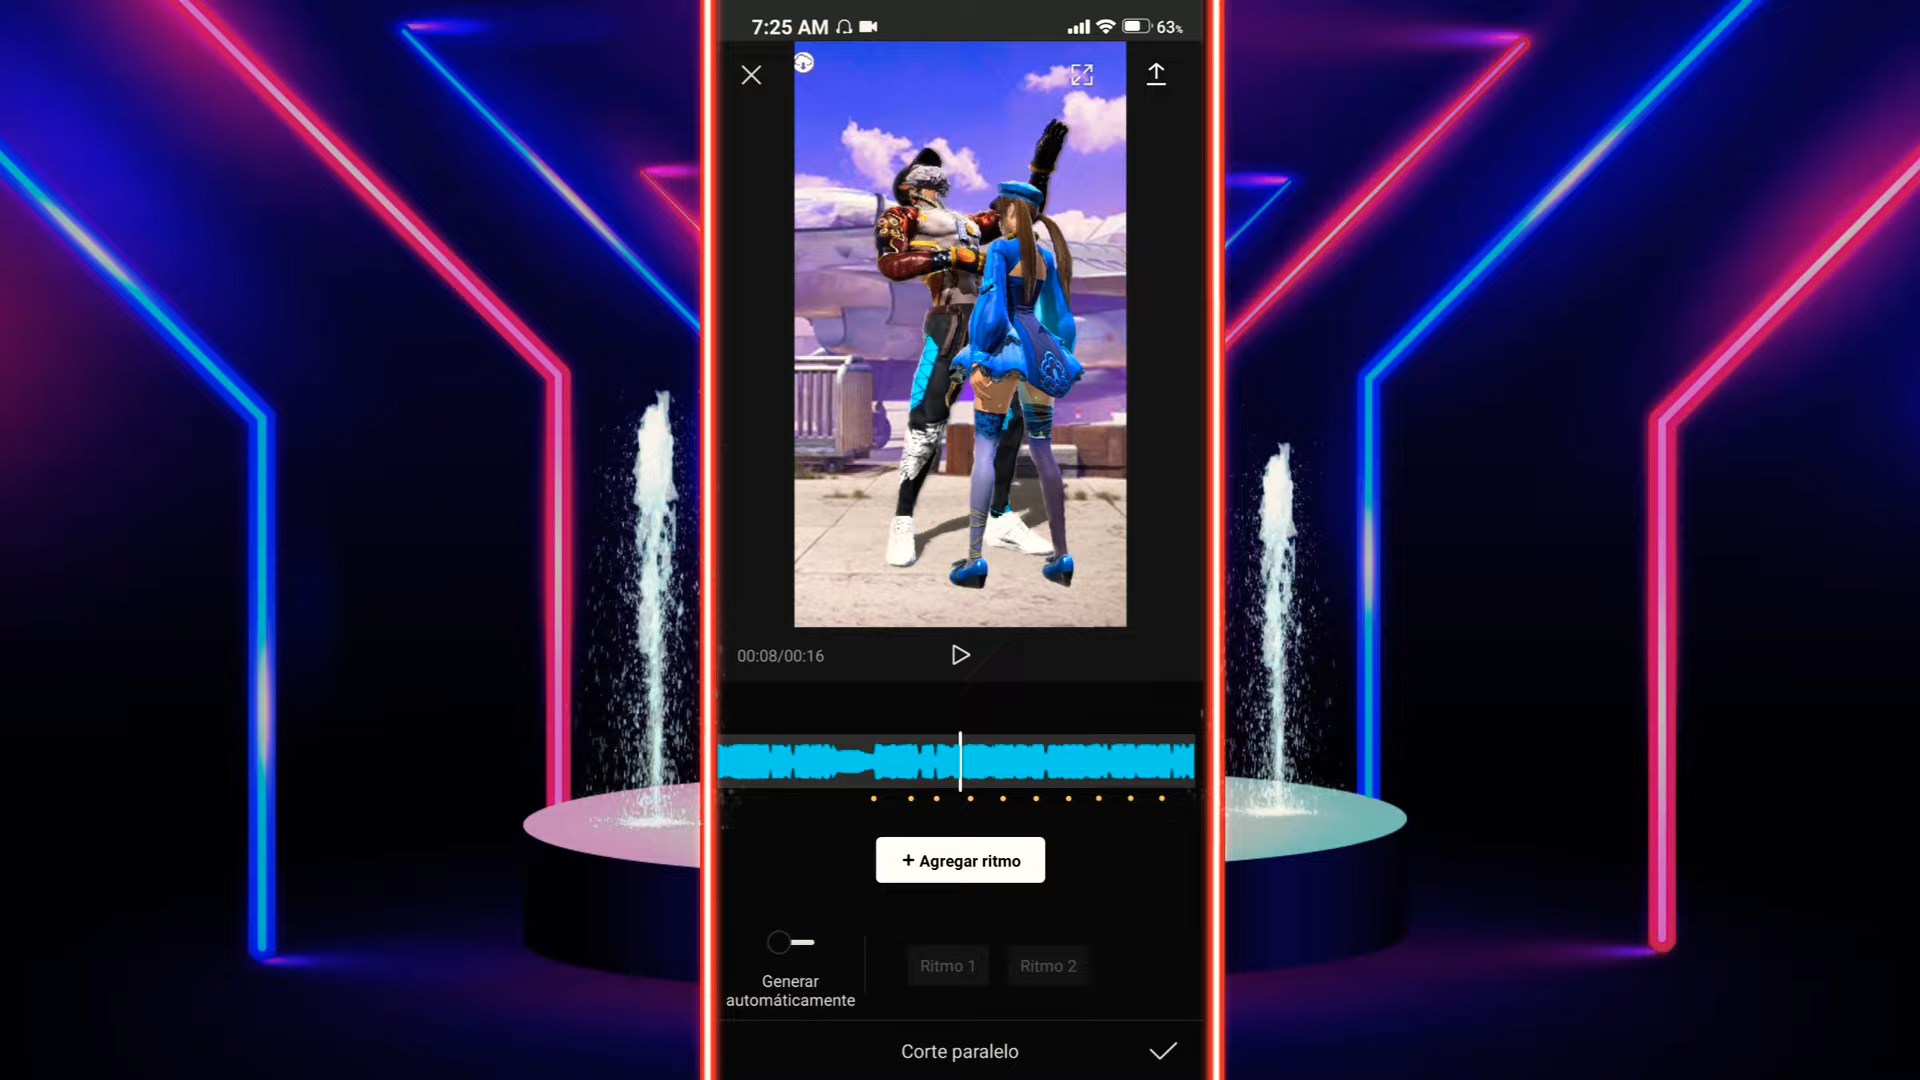 7:25 AM
63%
00:08/00:16
+ Agregar ritmo
Generar
automáticamente
Ritmo 1
Ritmo 2
Corte paralelo